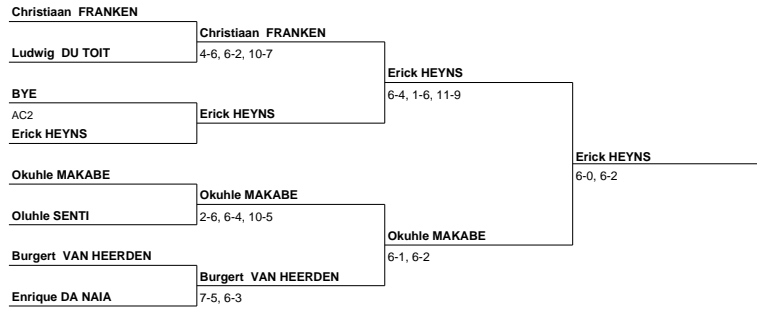 Christiaan FRANKEN
Christiaan FRANKEN
Ludwig DU TOIT
4-6, 6-2, 10-7
Erick HEYNS
BYE
6-4, 1-6, 11-9
AC2
Erick HEYNS
Erick HEYNS
Erick HEYNS
Okuhle MAKABE
6-0, 6-2
Okuhle MAKABE
Oluhle SENTI
2-6, 6-4, 10-5
Okuhle MAKABE
Burgert VAN HEERDEN
6-1, 6-2
Burgert VAN HEERDEN
Enrique DA NAIA
7-5, 6-3